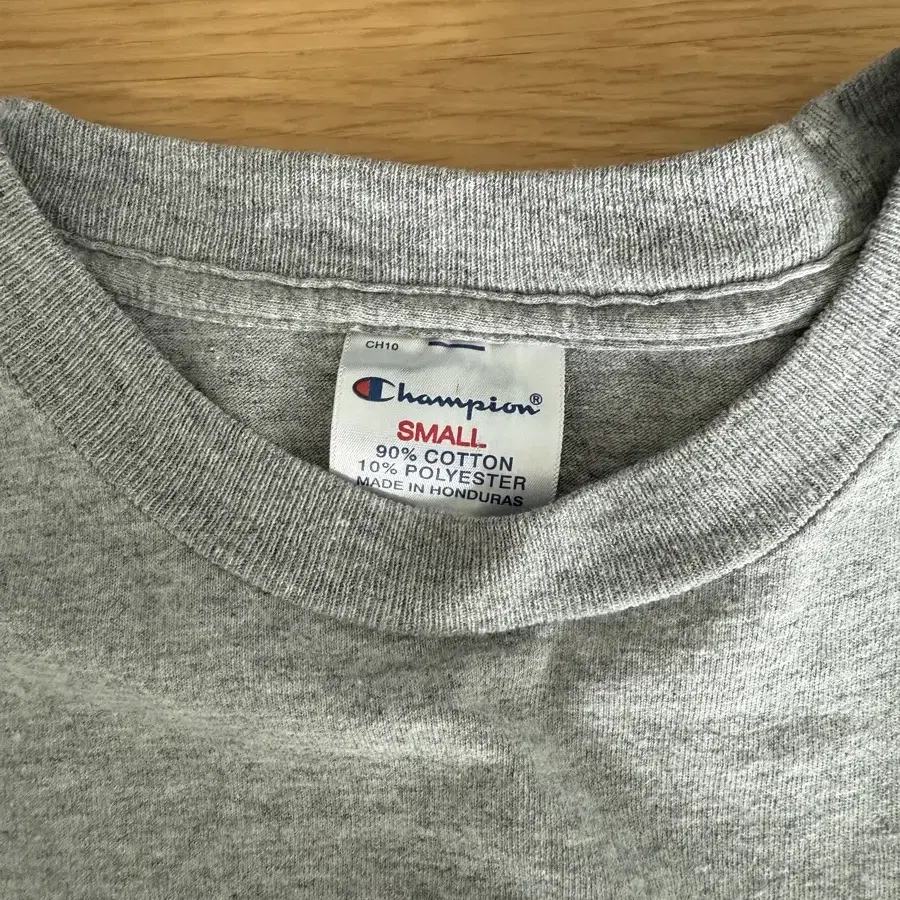 CH10
Champion®
SMALL
90% COTTON
10% POLYESTER
MADE IN HONDURAS